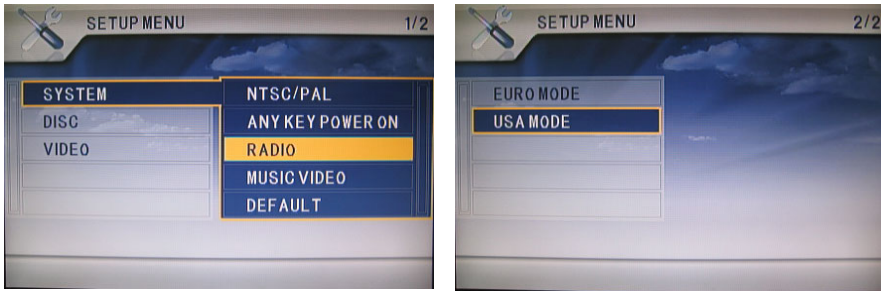 SETUP MENU 1/2
SYSTEM
DISC
VIDEO
NTSC/PAL
ANY KEY POWER ON
RADIO
MUSIC VIDEO
DEFAULT
SETUP MENU 2/2
EURO MODE
USA MODE